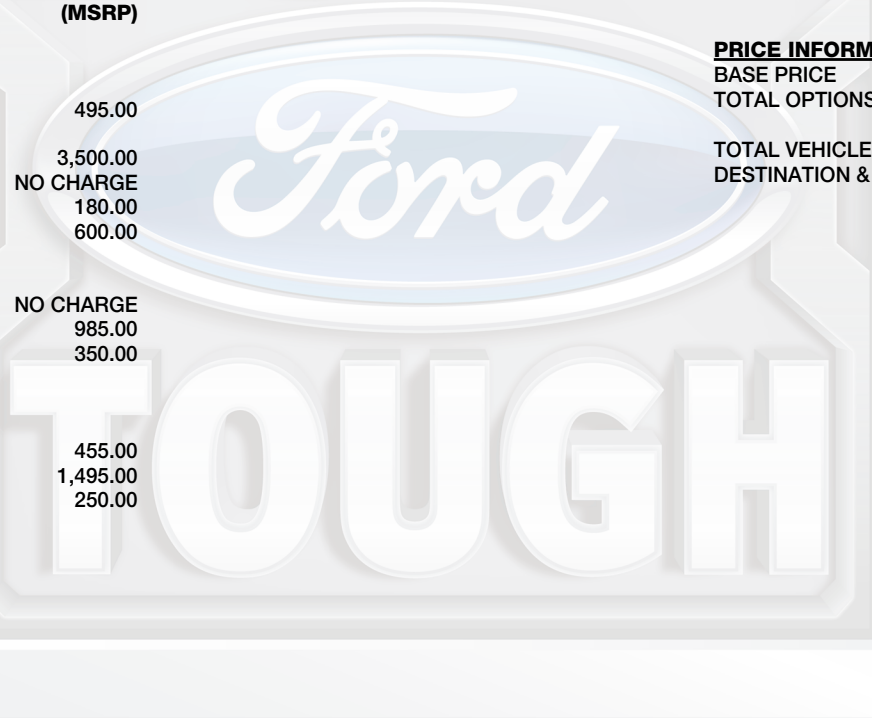 (MSRP)
495.00
3,500.00
NO CHARGE
180.00
600.00
NO CHARGE
985.00
350.00
455.00
1,495.00
250.00
PRICE INFORM
BASE PRICE
TOTAL OPTIONS
TOTAL VEHICLE
DESTINATION &
Ford
TOUGH